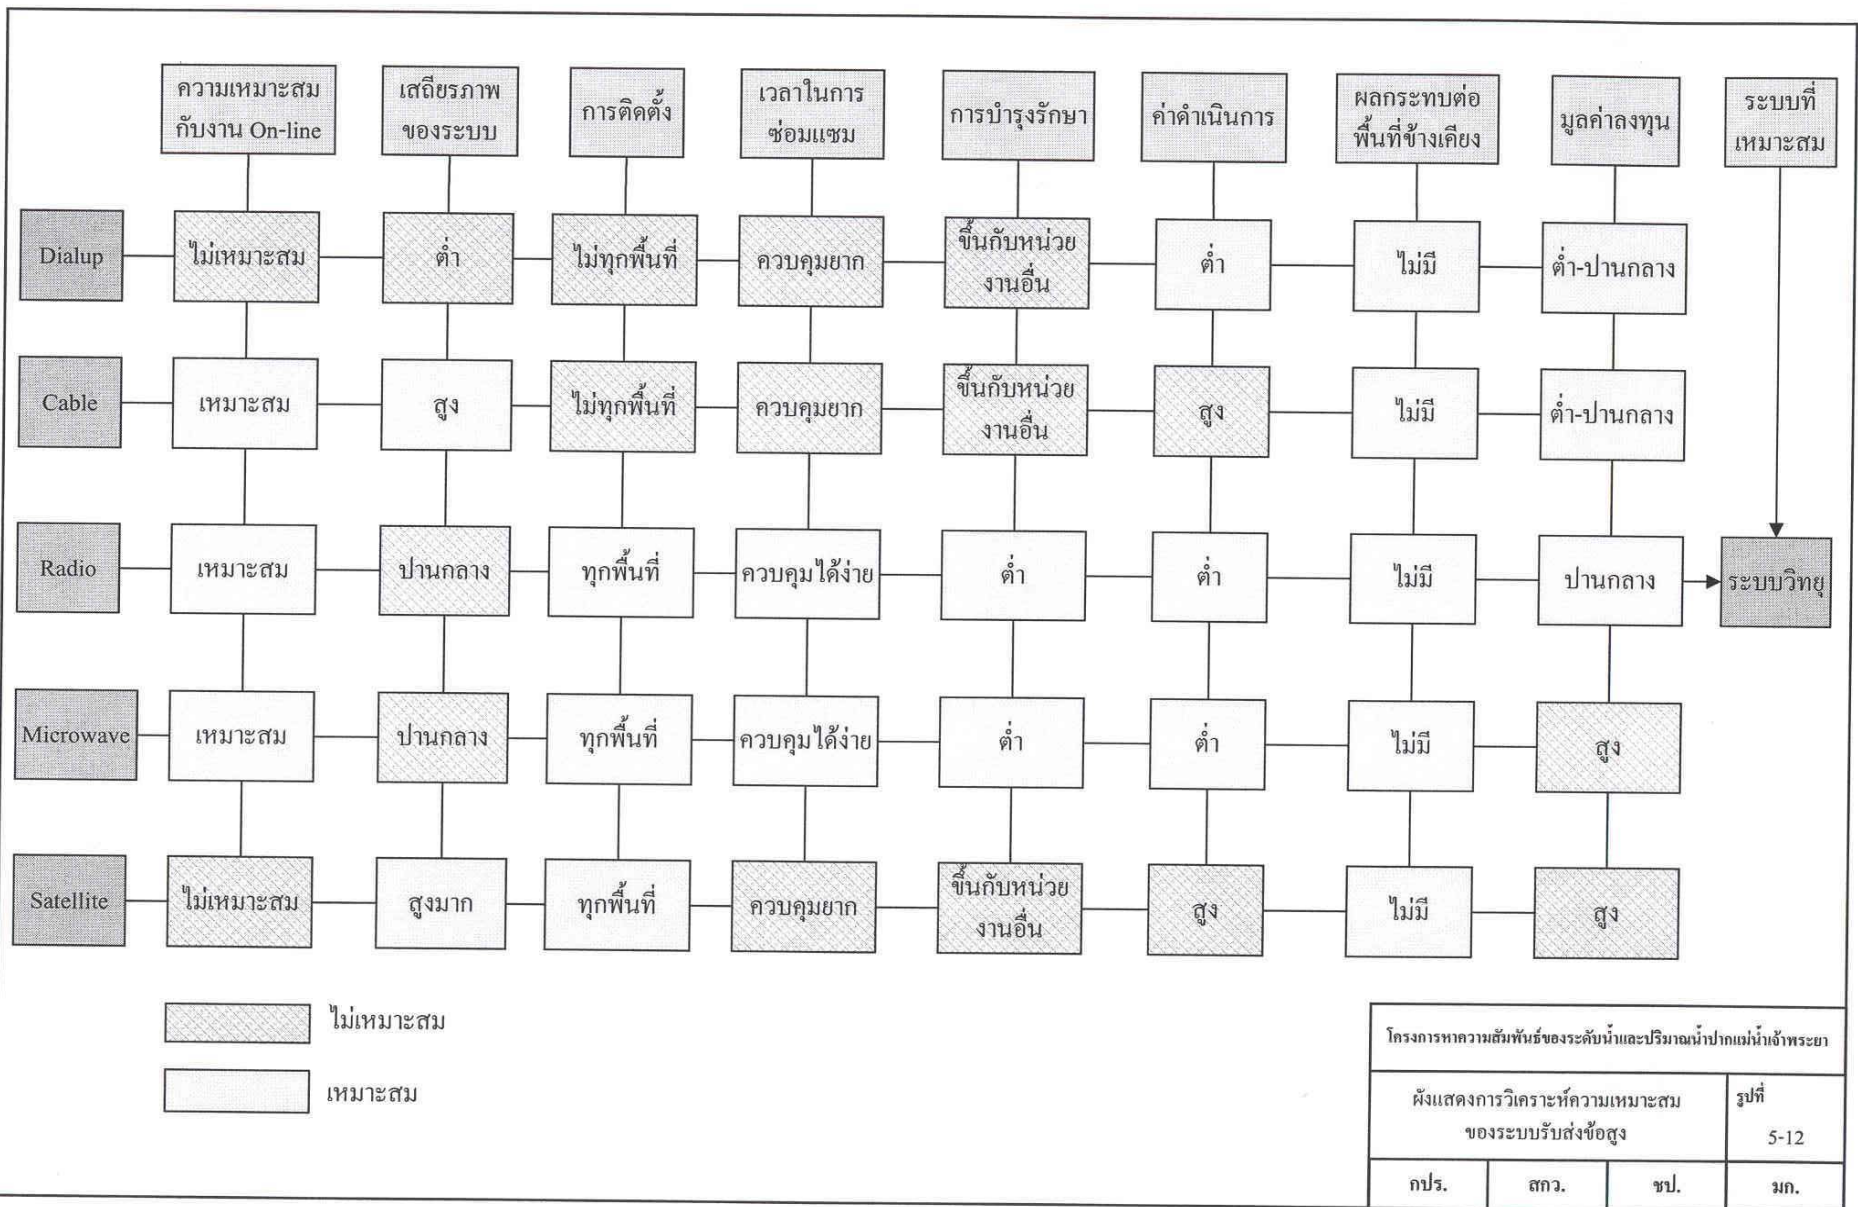 ความเหมาะสม
กับงาน On-line
เสถียรภาพ
ของระบบ
การติดตั้ง
เวลาในการ
ซ่อมแซม
การบำรุงรักษา
ค่าดำเนินการ
ผลกระทบต่อ
พื้นที่ข้างเคียง
มูลค่าลงทุน
ระบบที่
เหมาะสม
Dialup
ไม่เหมาะสม
ต่ำ
ไม่ทุกพื้นที่
ควบคุมยาก
ขึ้นกับหน่วย
งานอื่น
ต่ำ
ไม่มี
ต่ำ-ปานกลาง
Cable
เหมาะสม
สูง
ไม่ทุกพื้นที่
ควบคุมยาก
ขึ้นกับหน่วย
งานอื่น
สูง
ไม่มี
ต่ำ-ปานกลาง
Radio
เหมาะสม
ปานกลาง
ทุกพื้นที่
ควบคุมได้ง่าย
ต่ำ
ต่ำ
ไม่มี
ปานกลาง
ระบบวิทยุ
Microwave
เหมาะสม
ปานกลาง
ทุกพื้นที่
ควบคุมได้ง่าย
ต่ำ
ต่ำ
ไม่มี
สูง
Satellite
ไม่เหมาะสม
สูงมาก
ทุกพื้นที่
ควบคุมยาก
ขึ้นกับหน่วย
งานอื่น
สูง
ไม่มี
สูง
ไม่เหมาะสม
เหมาะสม
โครงการหาความสัมพันธ์ของระดับน้ำและปริมาณน้ำปากแม่น้ำเจ้าพระยา
ผังแสดงการวิเคราะห์ความเหมาะสม
ของระบบรับส่งข้อสูง
รูปที่
5-12
กปร.
สกว.
ชป.
มก.